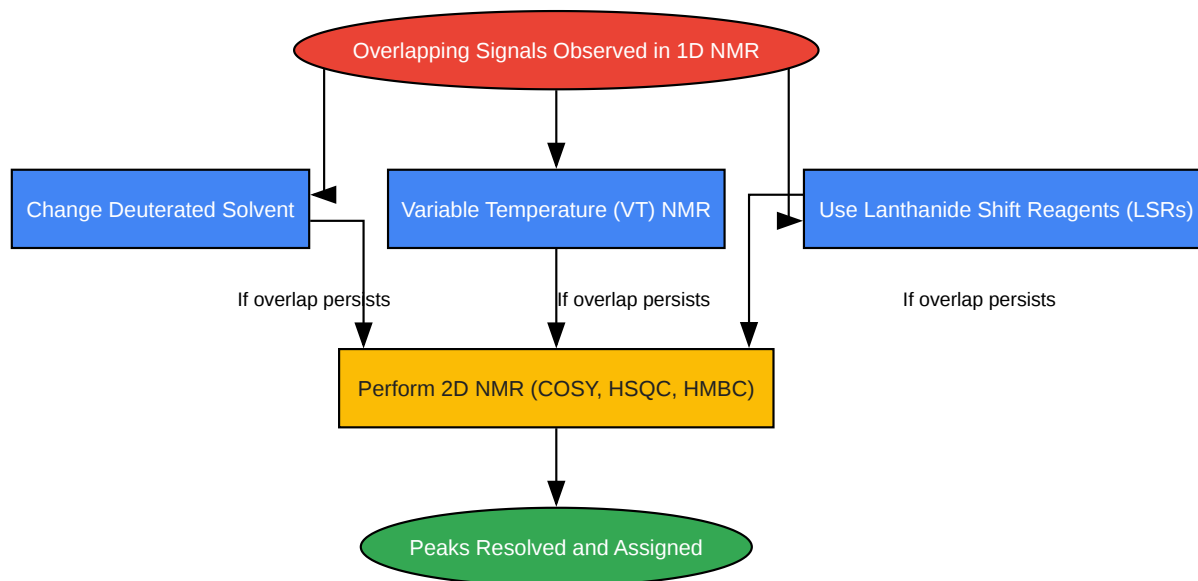 Overlapping Signals Observed in 1D NMR
Change Deuterated Solvent
Variable Temperature (VT) NMR
Use Lanthanide Shift Reagents (LSRs)
If overlap persists
If overlap persists
If overlap persists
Perform 2D NMR (COSY, HSQC, HMBC)
Peaks Resolved and Assigned